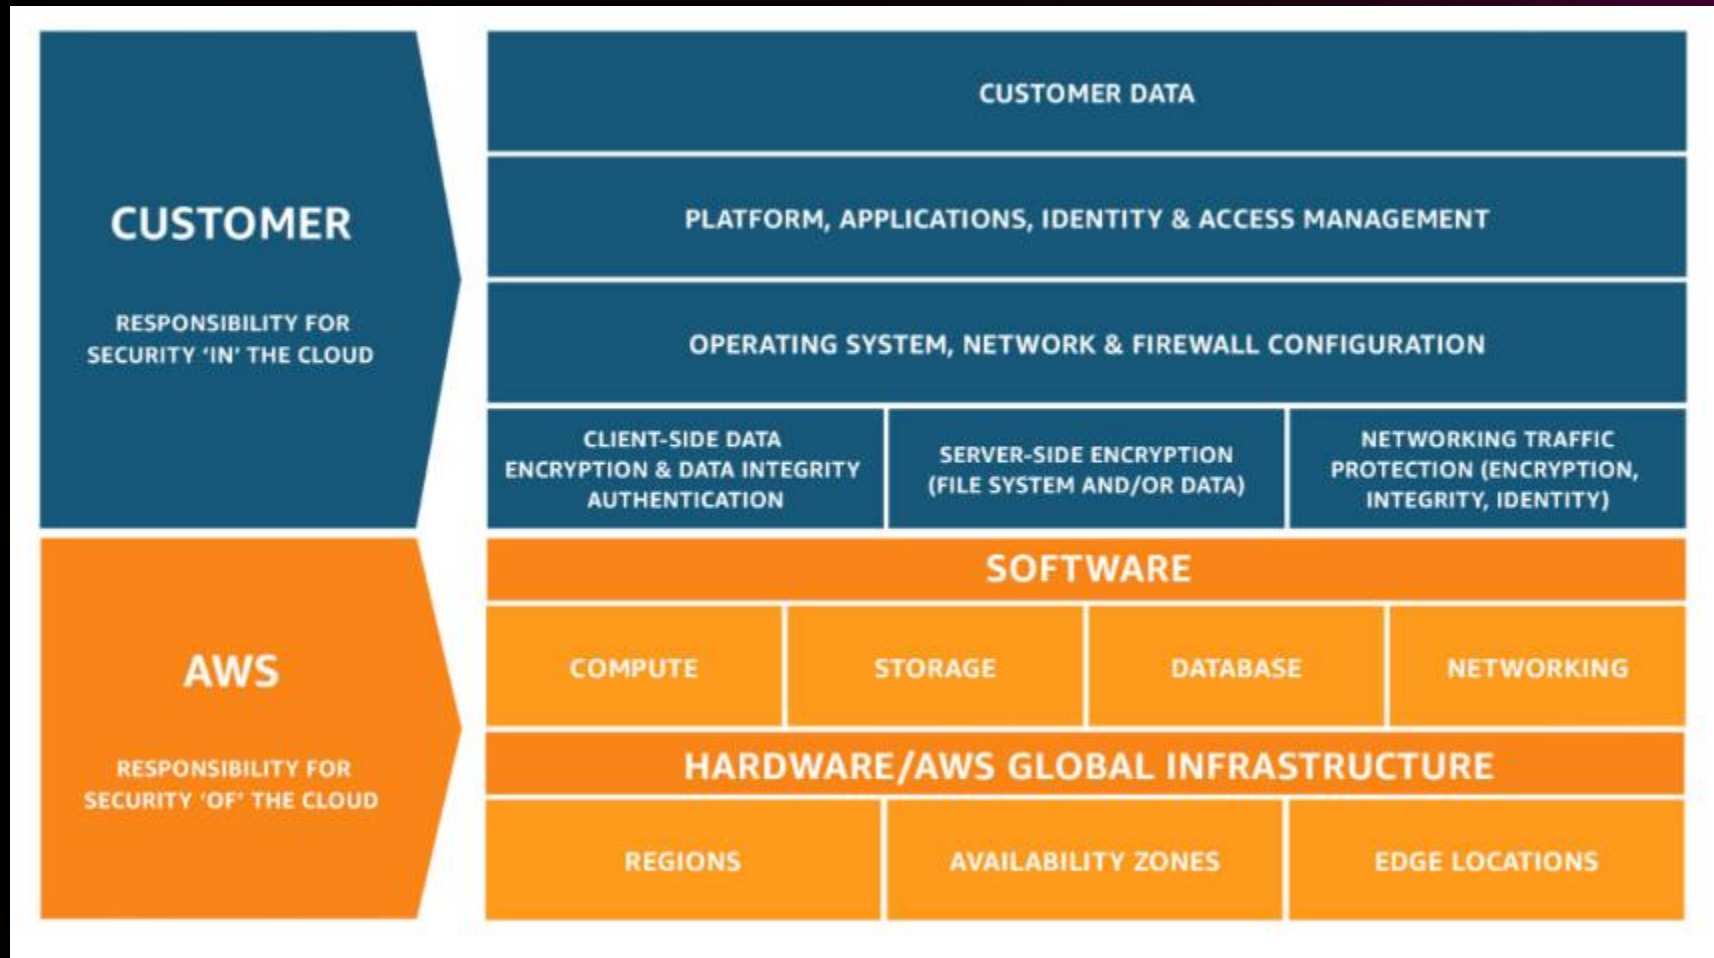 CUSTOMER
RESPONSIBILITY FOR
SECURITY ‘IN’ THE CLOUD
CUSTOMER DATA
PLATFORM, APPLICATIONS, IDENTITY & ACCESS MANAGEMENT
OPERATING SYSTEM, NETWORK & FIREWALL CONFIGURATION
CLIENT-SIDE DATA
ENCRYPTION & DATA INTEGRITY
AUTHENTICATION
SERVER-SIDE ENCRYPTION
(FILE SYSTEM AND/OR DATA)
NETWORKING TRAFFIC
PROTECTION (ENCRYPTION,
INTEGRITY, IDENTITY)
AWS
RESPONSIBILITY FOR
SECURITY ‘OF’ THE CLOUD
SOFTWARE
COMPUTE
STORAGE
DATABASE
NETWORKING
HARDWARE/AWS GLOBAL INFRASTRUCTURE
REGIONS
AVAILABILITY ZONES
EDGE LOCATIONS